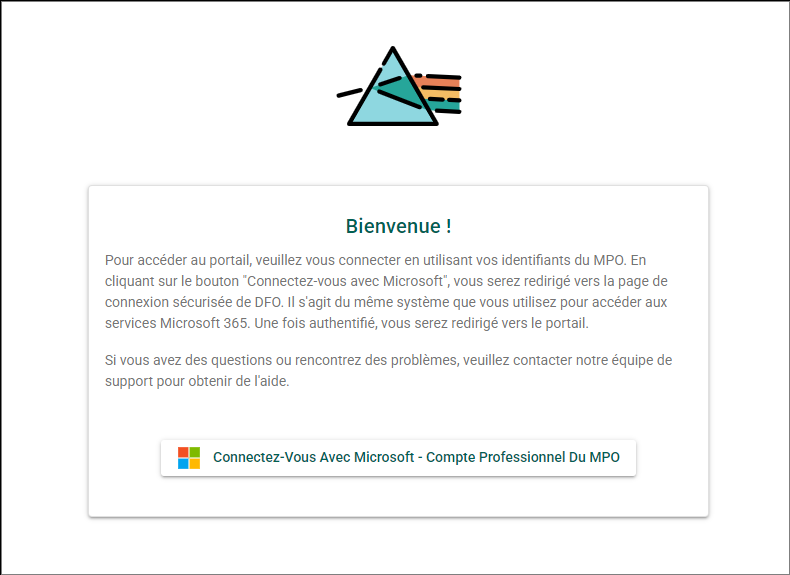 Bienvenue !
Pour accéder au portail, veuillez vous connecter en utilisant vos identifiants du MPO. En
cliquant sur le bouton "Connectez-vous avec Microsoft", vous serez redirigé vers la page de
connexion sécurisée de DFO. Il s'agit du même système que vous utilisez pour accéder aux
services Microsoft 365. Une fois authentifié, vous serez redirigé vers le portail.
Si vous avez des questions ou rencontrez des problèmes, veuillez contacter notre équipe de
support pour obtenir de l'aide.
Connectez-Vous Avec Microsoft - Compte Professionnel Du MPO